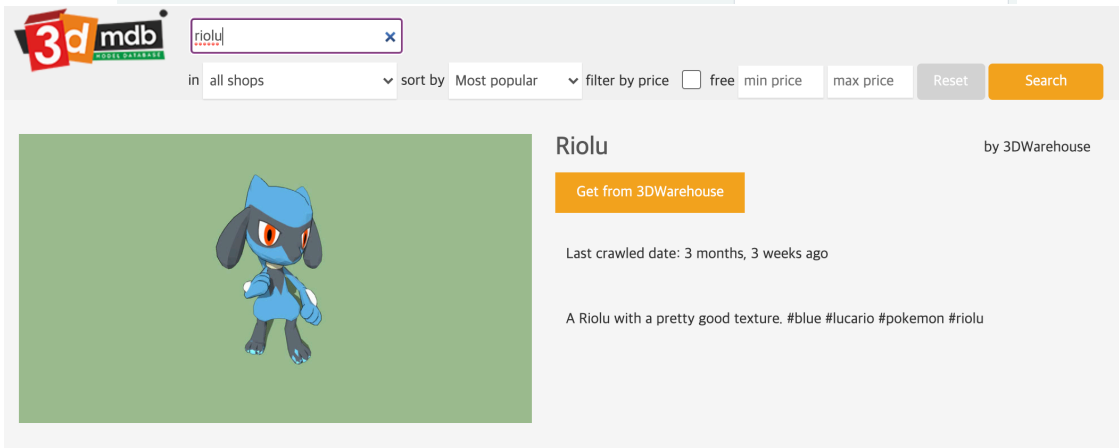 3d mdb
MODEL DATABASE
riolu
in all shops sort by Most popular filter by price free min price max price Reset Search
Riolu by 3DWarehouse
Get from 3DWarehouse
Last crawled date: 3 months, 3 weeks ago
A Riolu with a pretty good texture. #blue #lucario #pokemon #riolu